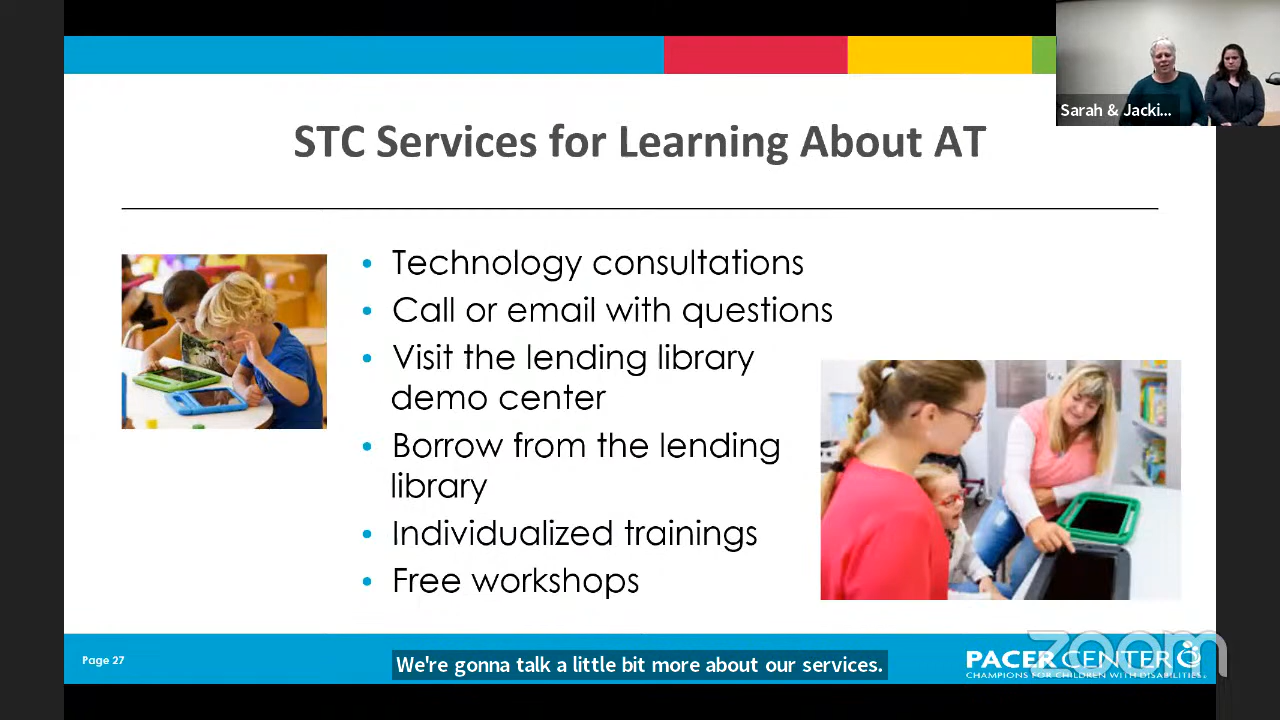 Sarah & Jacki...
STC Services for Learning About AT
• Technology consultations
• Call or email with questions
• Visit the lending library
demo center
• Borrow from the lending
library
• Individualized trainings
• Free workshops
Page 27
We're gonna talk a little bit more about our services.
PACER CENTER
CHAMPIONS FOR CHILDREN WITH DISABILITIES
zoom